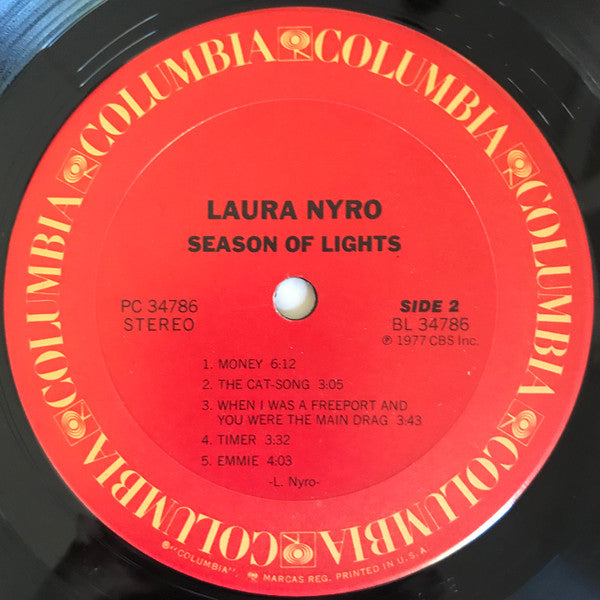 COLUMBIA COLUMBIA COLUMBIA COLUMBIA COLUMBIA COLUMBIA COLUMBIA COLUMBIA
LAURA NYRO
SEASON OF LIGHTS
PC 34786
STEREO
SIDE 2
BL 34786
℗ 1977 CBS Inc.
1. MONEY 6:12
2. THE CAT-SONG 3:05
3. WHEN I WAS A FREEPORT AND
YOU WERE THE MAIN DRAG 3:43
4. TIMER 3:32
5. EMMIE 4:03
-L. Nyro-
®"COLUMBIA", MARCAS REG. PRINTED IN U.S.A.